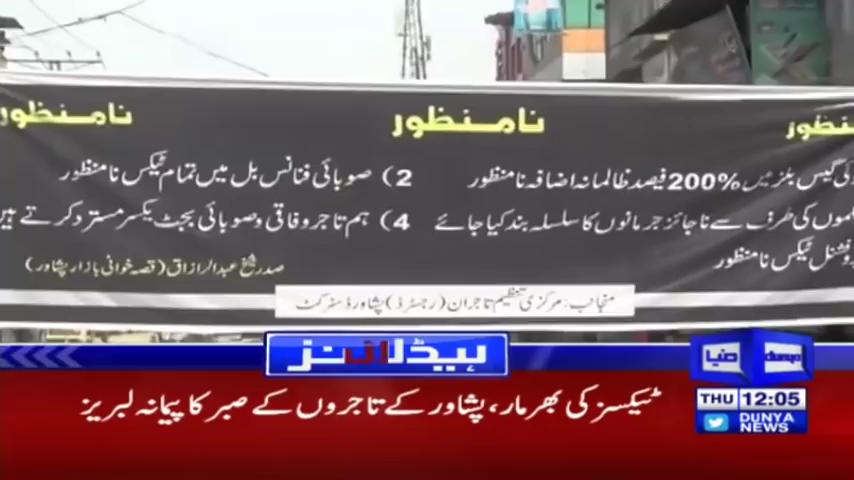 نامنظور
نامنظور
نامنظور
گیس بلز میں 200% فیصد ظالمانہ اضافہ نامنظور
2) صوبائی فنانس بل میں تمام ٹیکس نامنظور
کی طرف سے ناجائز جرمانوں کا سلسلہ بند کیا جائے
4) ہم تاجر وفاقی و صوبائی بجٹ یکسر مسترد کرتے ہیں
ٹیکس نامنظور
صدر شیخ عبدالرازاق (قصہ خوانی بازار پشاور)
منجانب: مرکزی تنظیم تاجران (رجسٹرڈ) پشاور ڈسٹرکٹ
ہیڈلائنز
دنیا
dunya
ٹیکسز کی بھرمار، پشاور کے تاجروں کے صبر کا پیمانہ لبریز
THU 12:05
DUNYA NEWS